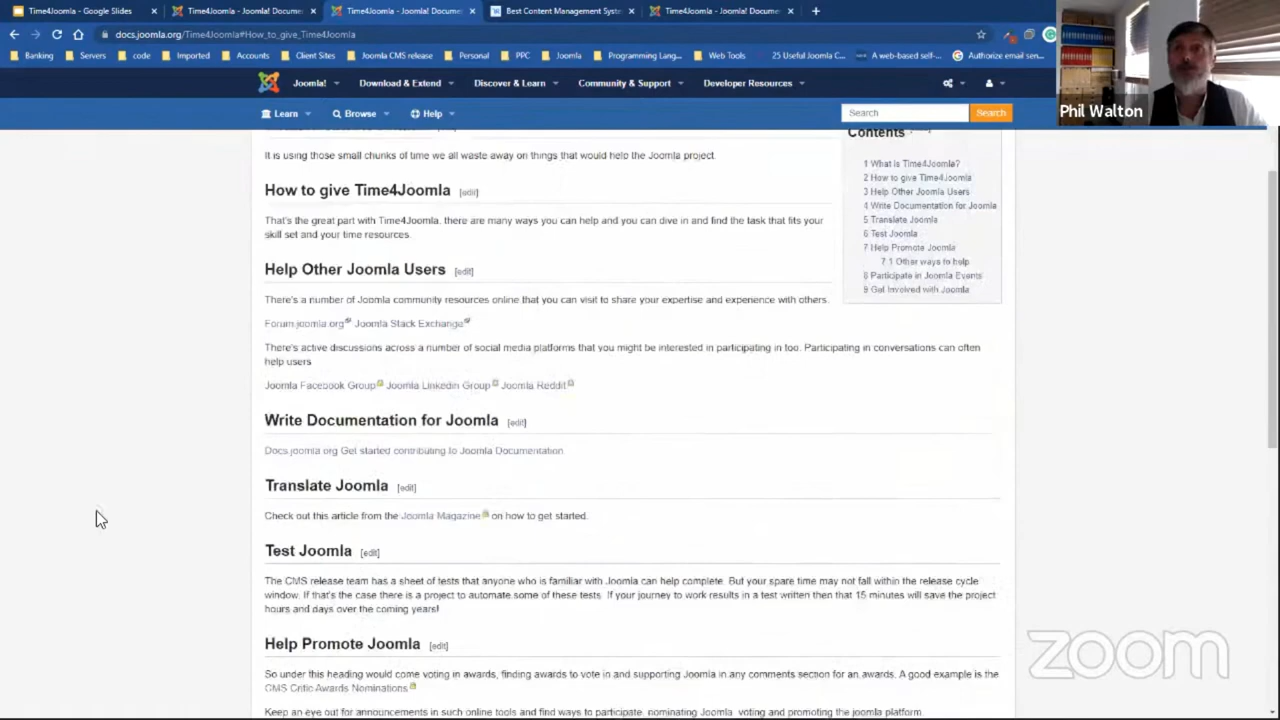 Time4Joomla - Google Slides
Time4Joomla - Joomla! Docume
Time4Joomla - Joomla! Docume
Best Content Management Syst
Time4Joomla - Joomla! Docume
docs.joomla.org/Time4Joomla#How_to_give_Time4Joomla
Banking Servers code Imported Accounts Client Sites Joomla CMS release Personal PPC Joomla Programming Lang... Web Tools 25 Useful Joomla C... A web-based self-... Authorize email sen...
Joomla! Download & Extend Discover & Learn Community & Support Developer Resources
Learn Browse Help Search Search
Phil Walton
It is using those small chunks of time we all waste away on things that would help the Joomla project.
How to give Time4Joomla [edit]
That's the great part with Time4Joomla, there are many ways you can help and you can dive in and find the task that fits your
skill set and your time resources.
Help Other Joomla Users [edit]
There's a number of Joomla community resources online that you can visit to share your expertise and experience with others.
Forum.joomla.org Joomla Stack Exchange
There's active discussions across a number of social media platforms that you might be interested in participating in too. Participating in conversations can often
help users
Joomla Facebook Group Joomla Linkedin Group Joomla Reddit
Write Documentation for Joomla [edit]
Docs.joomla.org Get started contributing to Joomla Documentation
Translate Joomla [edit]
Check out this article from the Joomla Magazine on how to get started.
Test Joomla [edit]
The CMS release team has a sheet of tests that anyone who is familiar with Joomla can help complete. But your spare time may not fall within the release cycle
window. If that's the case there is a project to automate some of these tests. If your journey to work results in a test written then that 15 minutes will save the project
hours and days over the coming years!
Help Promote Joomla [edit]
So under this heading would come voting in awards, finding awards to vote in and supporting Joomla in any comments section for an awards. A good example is the
CMS Critic Awards Nominations
Keep an eye out for announcements in such online tools and find ways to participate, nominating Joomla, voting and promoting the joomla platform
Contents
1 What is Time4Joomla?
2 How to give Time4Joomla
3 Help Other Joomla Users
4 Write Documentation for Joomla
5 Translate Joomla
6 Test Joomla
7 Help Promote Joomla
7.1 Other ways to help
8 Participate in Joomla Events
9 Get Involved with Joomla
zoom